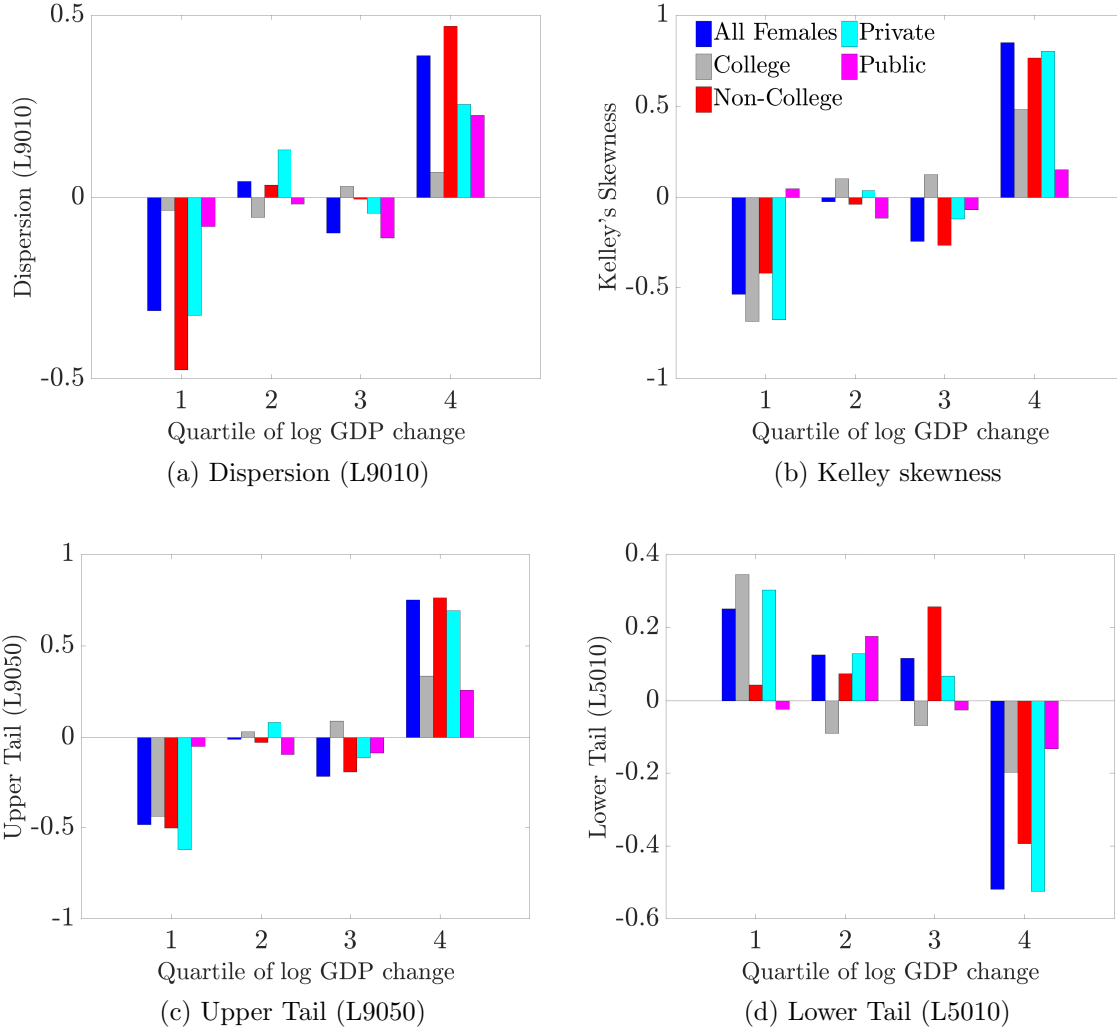 0.5
0
-0.5
Dispersion (L9010)
1 2 3 4
Quartile of log GDP change
(a) Dispersion (L9010)
1
0.5
0
-0.5
-1
Kelley's Skewness
All Females
College
Non-College
Private
Public
1 2 3 4
Quartile of log GDP change
(b) Kelley skewness
1
0.5
0
-0.5
-1
Upper Tail (L9050)
1 2 3 4
Quartile of log GDP change
(c) Upper Tail (L9050)
0.4
0.2
0
-0.2
-0.4
-0.6
Lower Tail (L5010)
1 2 3 4
Quartile of log GDP change
(d) Lower Tail (L5010)